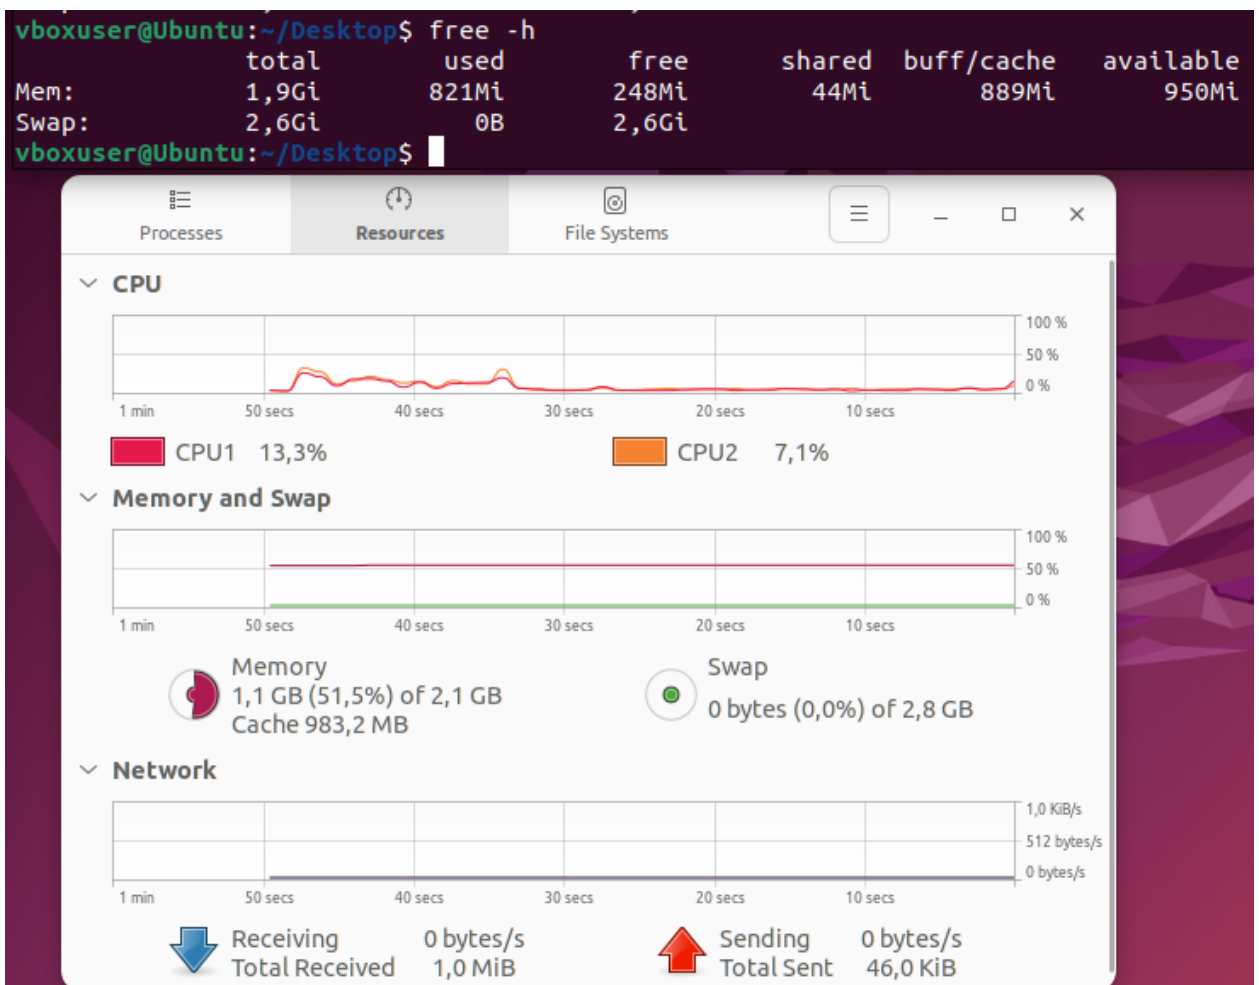 vboxuser@Ubuntu:~/Desktop$ free -h
total used free shared buff/cache available
Mem: 1,9Gi 821Mi 248Mi 44Mi 889Mi 950Mi
Swap: 2,6Gi 0B 2,6Gi
vboxuser@Ubuntu:~/Desktop$
Processes Resources File Systems
CPU
100 %
50 %
0 %
1 min 50 secs 40 secs 30 secs 20 secs 10 secs
CPU1 13,3% CPU2 7,1%
Memory and Swap
100 %
50 %
0 %
1 min 50 secs 40 secs 30 secs 20 secs 10 secs
Memory Swap
1,1 GB (51,5%) of 2,1 GB 0 bytes (0,0%) of 2,8 GB
Cache 983,2 MB
Network
1,0 KiB/s
512 bytes/s
0 bytes/s
1 min 50 secs 40 secs 30 secs 20 secs 10 secs
Receiving 0 bytes/s Sending 0 bytes/s
Total Received 1,0 MiB Total Sent 46,0 KiB